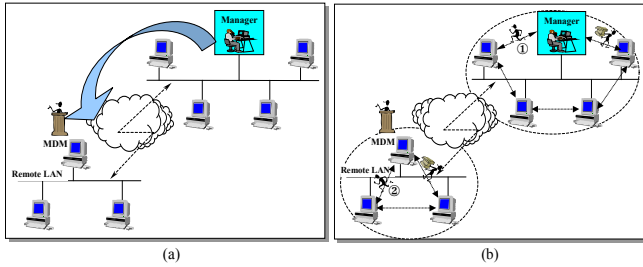 Manager
MDM
Remote LAN
(a)
Manager
①
MDM
Remote LAN
②
(b)